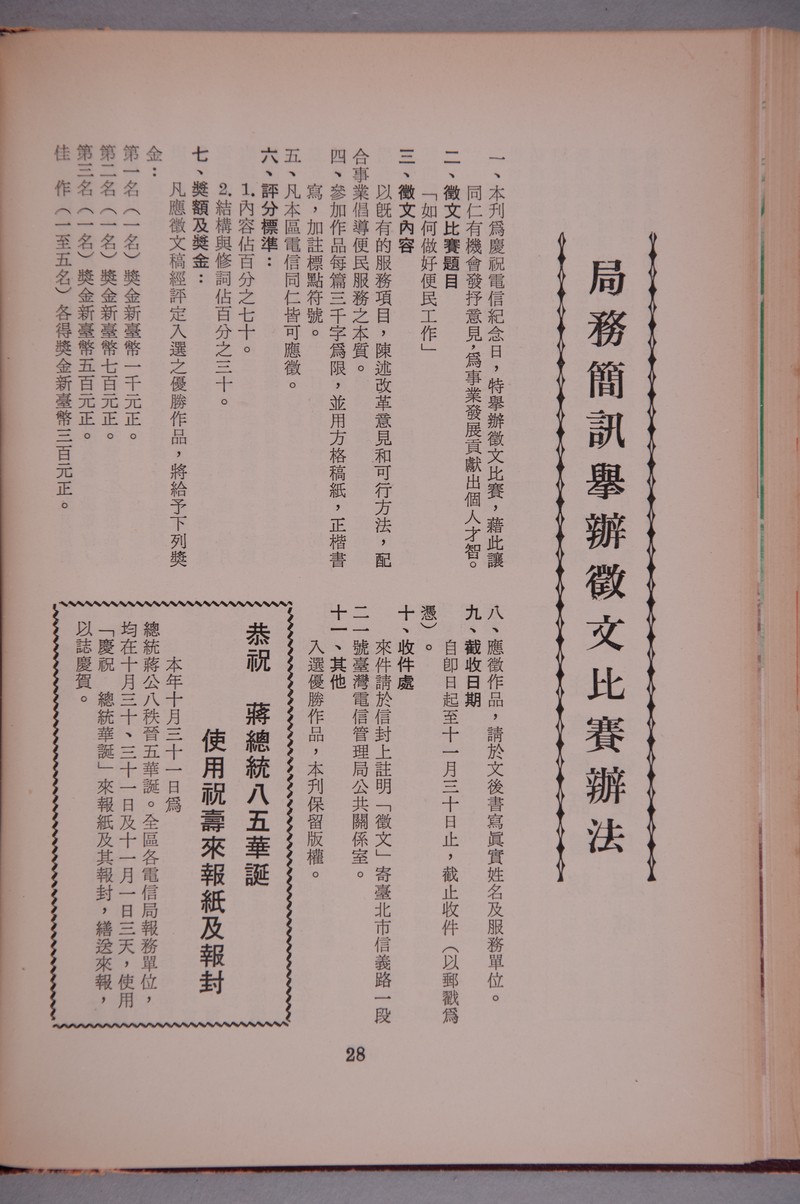 局務簡訊舉辦徵文比賽辦法
一、本刊爲慶祝電信紀念日，特舉辦徵文比賽，藉此讓
同仁有機會發抒意見，爲事業發展貢獻出個人才智。
二、徵文比賽題目
「如何做好便民工作」
三、徵文內容
以旣有的服務項目，陳述改革意見和可行方法，配
合事業倡導便民服務之本質。
四、參加作品每篇三千字爲限，並用方格稿紙，正楷書
寫，加註標點符號。
五、凡本區電信同仁皆可應徵。
六、評分標準：
1.內容佔百分之七十。
2.結構與修詞佔百分之三十。
七、獎額及獎金：
凡應徵文稿經評定入選之優勝作品，將給予下列獎
金：
第一名（一名）獎金新臺幣一千元正。
第二名（一名）獎金新臺幣七百元正。
第三名（一名）獎金新臺幣五百元正。
佳　作（一至五名）各得獎金新臺幣三百元正。
八、應徵作品，請於文後書寫眞實姓名及服務單位。
九、截收日期
自卽日起至十一月三十日止，截止收件（以郵戳爲
憑）。
十、收件處
來件請於信封上註明「徵文」寄臺北市信義路一段
二一號臺灣電信管理局公共關係室。
十一、其他
入選優勝作品，本刊保留版權。
恭祝　蔣總統八五華誕
使用祝壽來報紙及報封
本年十月三十一日爲
總統蔣公八秩晉五華誕。全區各電信局報務單位，
均在十月三十、三十一日及十一月一日三天，使用
「慶祝　總統華誕」來報紙及其報封，繕送來報，
以誌慶賀。
28